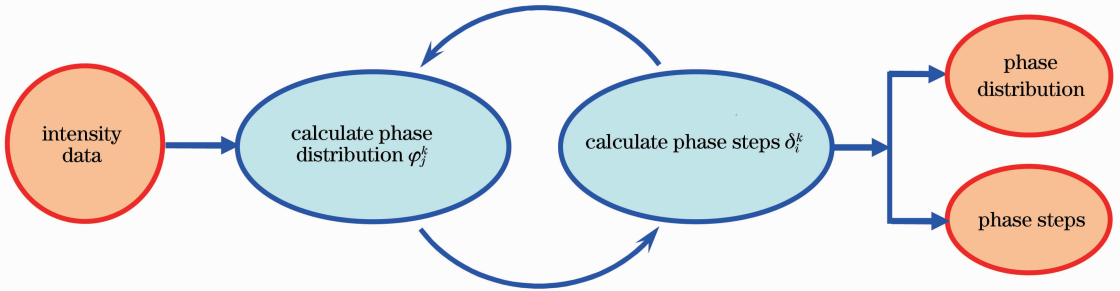 intensity
data
calculate phase
distribution φ_j^k
calculate phase steps δ_i^k
phase
distribution
phase steps